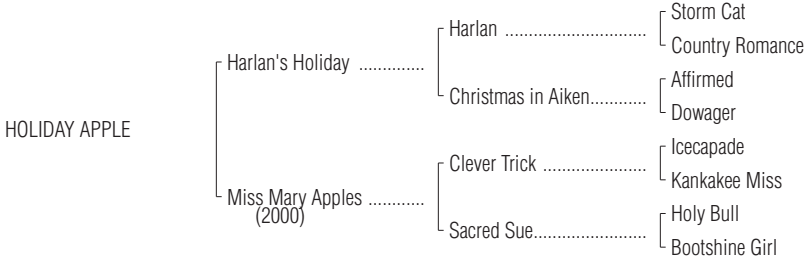 Storm Cat
Harlan ..............................
Country Romance
Harlan's Holiday ..............
Affirmed
Christmas in Aiken............
Dowager
HOLIDAY APPLE
Icecapade
Clever Trick ......................
Kankakee Miss
Miss Mary Apples ............
(2000)
Holy Bull
Sacred Sue........................
Bootshine Girl